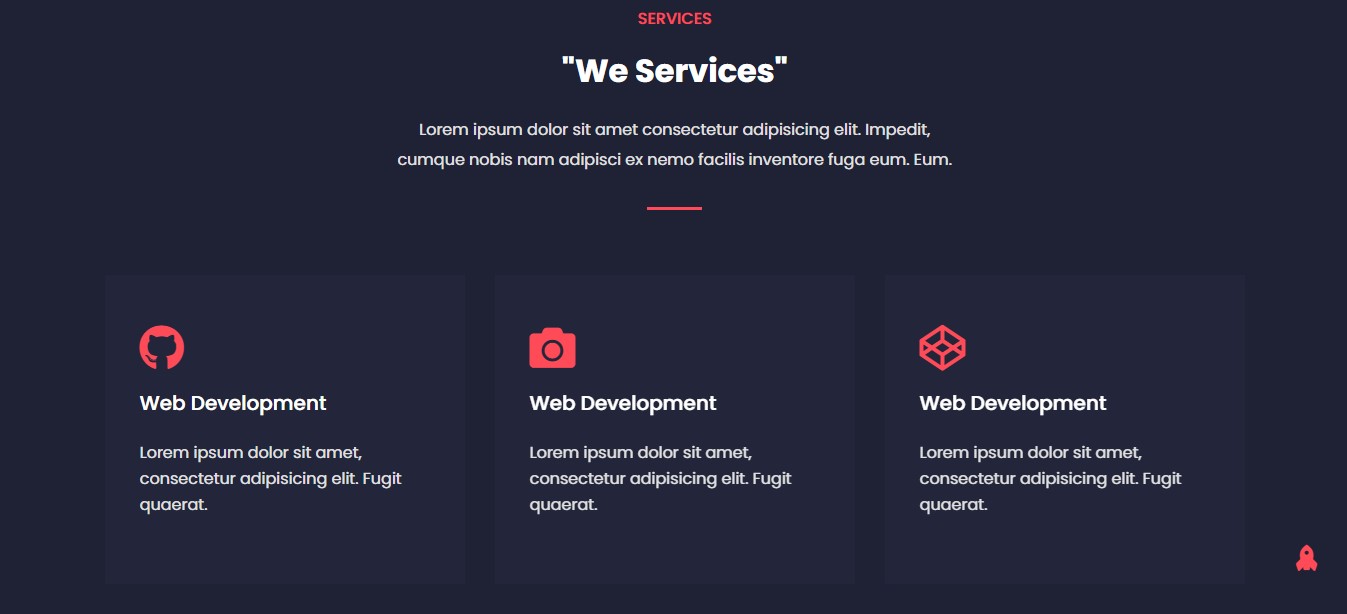 SERVICES
"We Services"
Lorem ipsum dolor sit amet consectetur adipisicing elit. Impedit,
cumque nobis nam adipisci ex nemo facilis inventore fuga eum. Eum.
Web Development
Lorem ipsum dolor sit amet,
consectetur adipisicing elit. Fugit
quaerat.
Web Development
Lorem ipsum dolor sit amet,
consectetur adipisicing elit. Fugit
quaerat.
Web Development
Lorem ipsum dolor sit amet,
consectetur adipisicing elit. Fugit
quaerat.